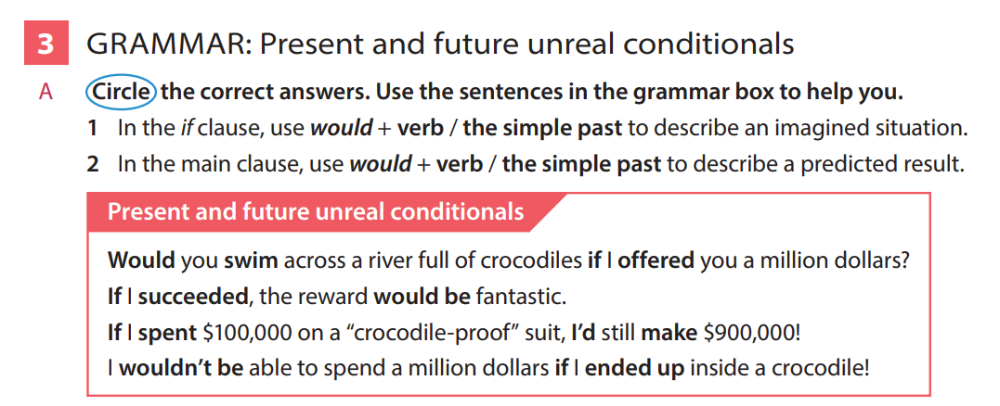 3 GRAMMAR: Present and future unreal conditionals
A Circle the correct answers. Use the sentences in the grammar box to help you.
1 In the if clause, use would + verb / the simple past to describe an imagined situation.
2 In the main clause, use would + verb / the simple past to describe a predicted result.
Present and future unreal conditionals
Would you swim across a river full of crocodiles if I offered you a million dollars?
If I succeeded, the reward would be fantastic.
If I spent $100,000 on a “crocodile-proof” suit, I’d still make $900,000!
I wouldn’t be able to spend a million dollars if I ended up inside a crocodile!